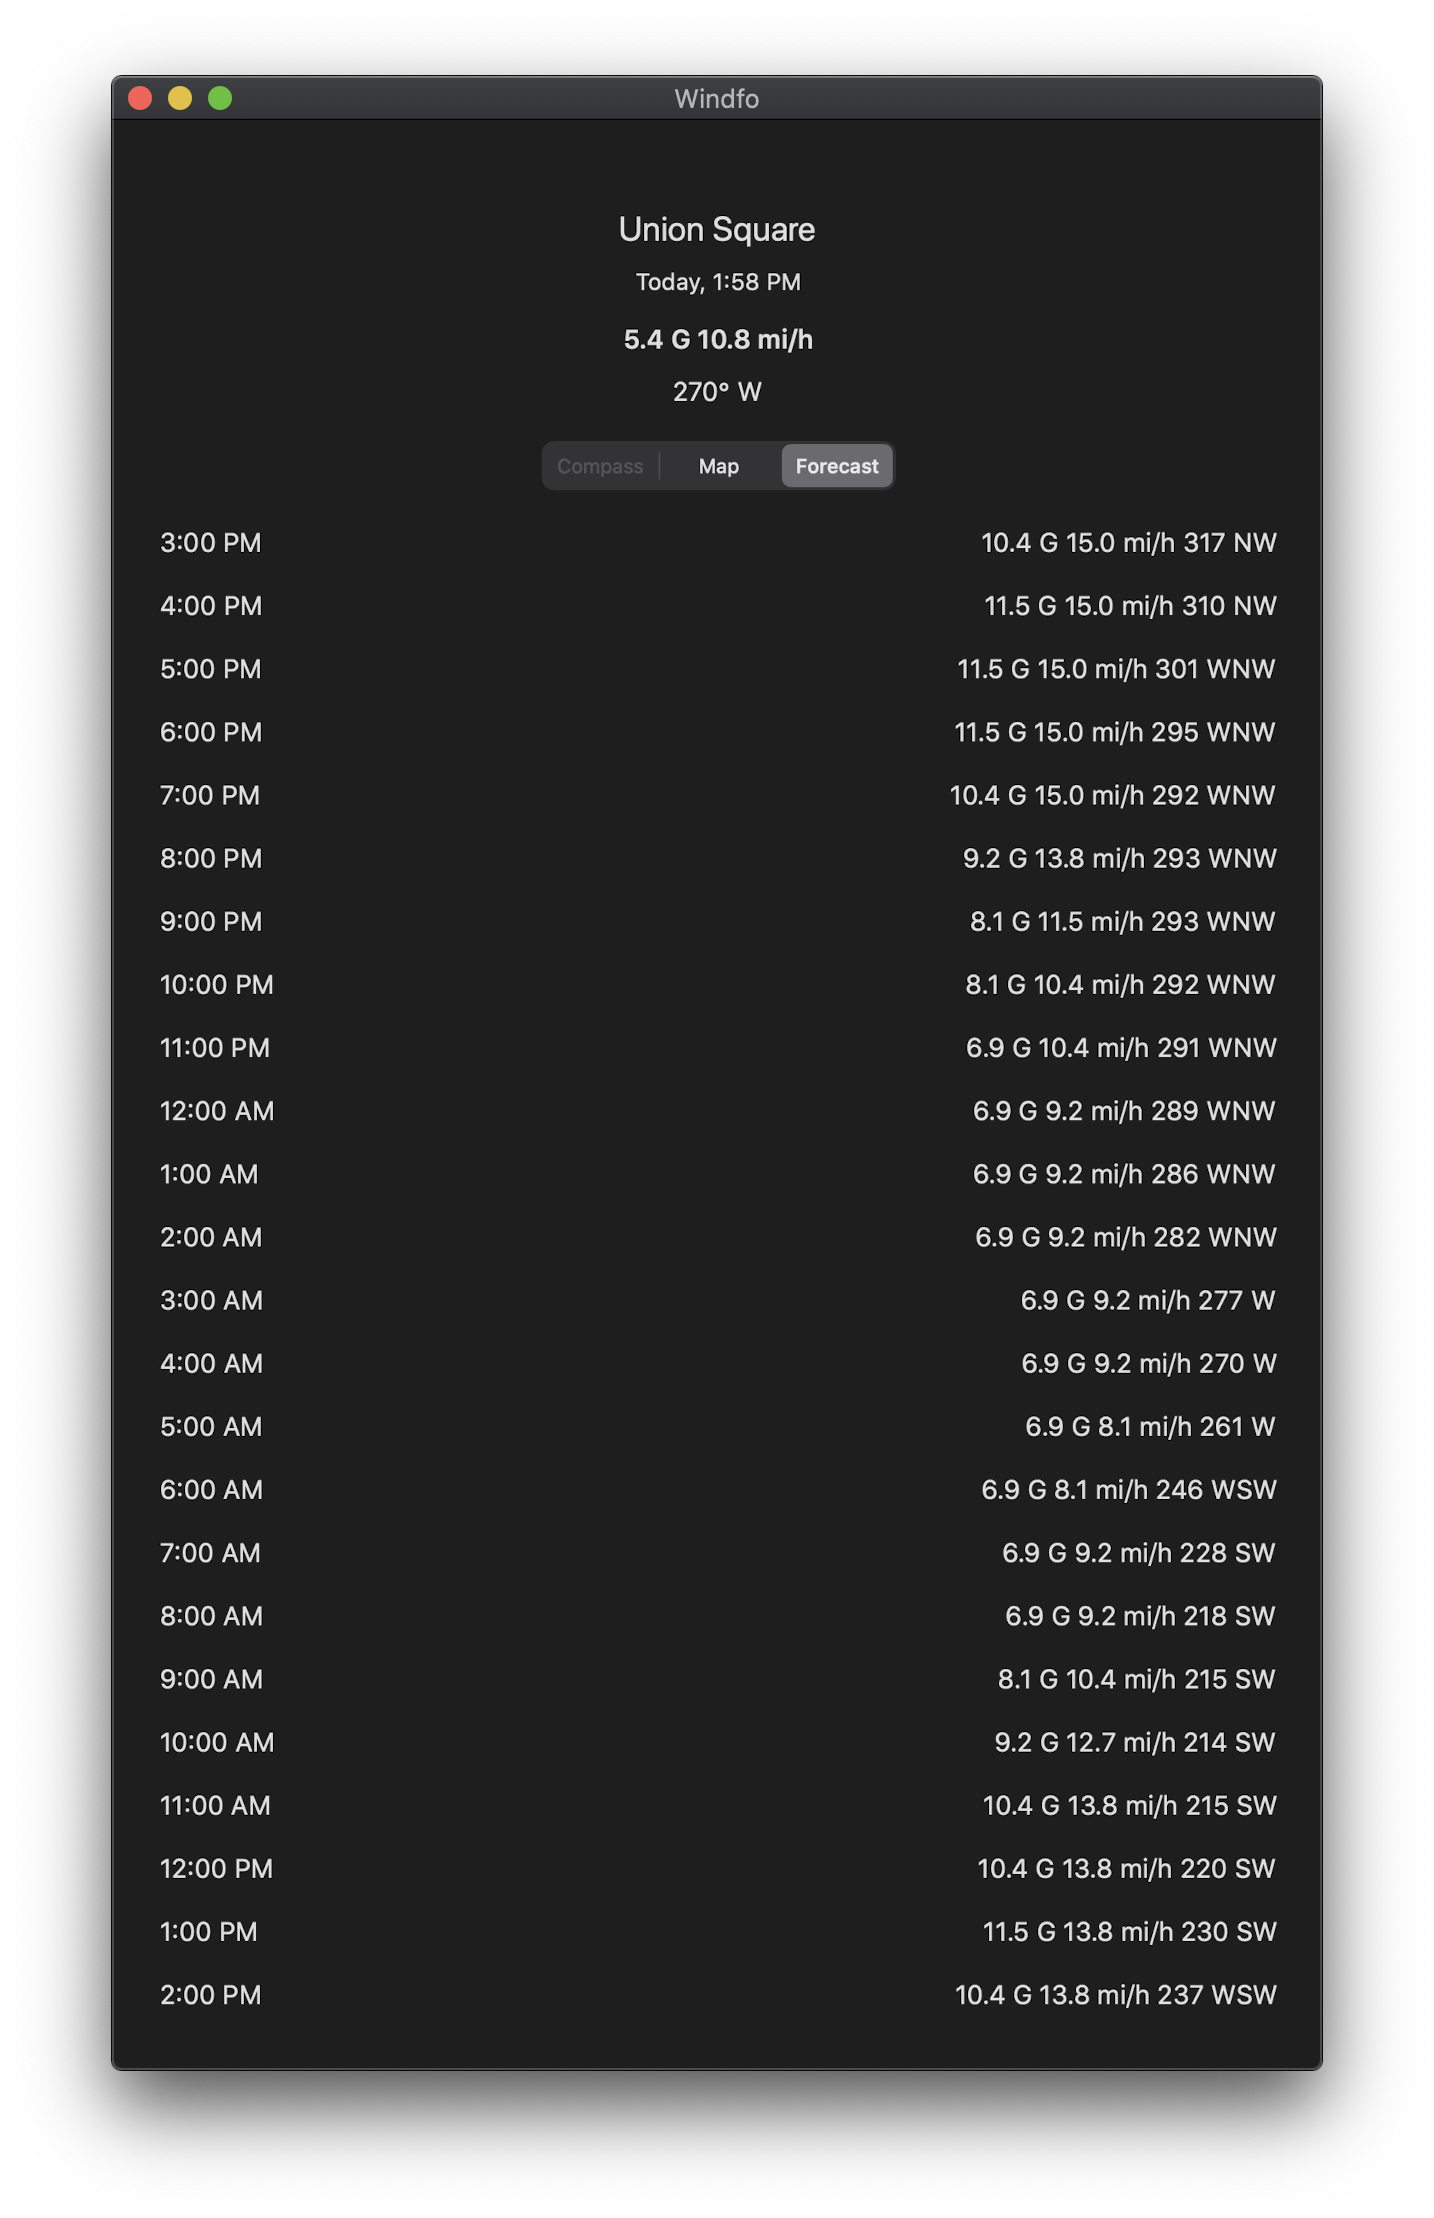 Windfo
Union Square
Today, 1:58 PM
5.4 G 10.8 mi/h
270° W
Compass Map Forecast
3:00 PM 10.4 G 15.0 mi/h 317 NW
4:00 PM 11.5 G 15.0 mi/h 310 NW
5:00 PM 11.5 G 15.0 mi/h 301 WNW
6:00 PM 11.5 G 15.0 mi/h 295 WNW
7:00 PM 10.4 G 15.0 mi/h 292 WNW
8:00 PM 9.2 G 13.8 mi/h 293 WNW
9:00 PM 8.1 G 11.5 mi/h 293 WNW
10:00 PM 8.1 G 10.4 mi/h 292 WNW
11:00 PM 6.9 G 10.4 mi/h 291 WNW
12:00 AM 6.9 G 9.2 mi/h 289 WNW
1:00 AM 6.9 G 9.2 mi/h 286 WNW
2:00 AM 6.9 G 9.2 mi/h 282 WNW
3:00 AM 6.9 G 9.2 mi/h 277 W
4:00 AM 6.9 G 9.2 mi/h 270 W
5:00 AM 6.9 G 8.1 mi/h 261 W
6:00 AM 6.9 G 8.1 mi/h 246 WSW
7:00 AM 6.9 G 9.2 mi/h 228 SW
8:00 AM 6.9 G 9.2 mi/h 218 SW
9:00 AM 8.1 G 10.4 mi/h 215 SW
10:00 AM 9.2 G 12.7 mi/h 214 SW
11:00 AM 10.4 G 13.8 mi/h 215 SW
12:00 PM 10.4 G 13.8 mi/h 220 SW
1:00 PM 11.5 G 13.8 mi/h 230 SW
2:00 PM 10.4 G 13.8 mi/h 237 WSW